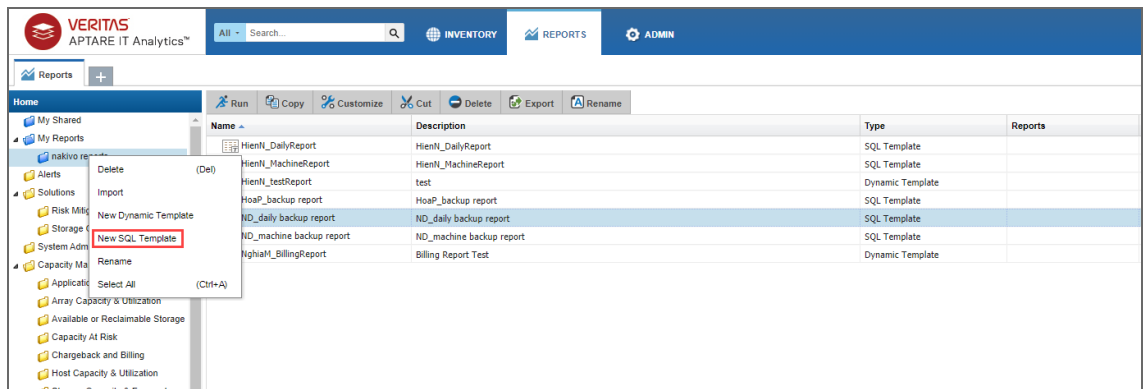 VERITAS
APTARE IT Analytics™
All
Search...
INVENTORY
REPORTS
ADMIN
Reports
+
Home
Run
Copy
Customize
Cut
Delete
Export
Rename
My Shared
My Reports
nakivo reports
Alerts
Solutions
Risk Mitig
Storage
System Adm
Capacity Ma
Applicatio
Array Capacity & Utilization
Available or Reclaimable Storage
Capacity At Risk
Chargeback and Billing
Host Capacity & Utilization
Delete (Del)
Import
New Dynamic Template
New SQL Template
Rename
Select All (Ctrl+A)
Name Description Type Reports
HienN_DailyReport HienN_DailyReport SQL Template
HienN_MachineReport HienN_MachineReport SQL Template
HienN_testReport test Dynamic Template
HoaP_backup report HoaP_backup report SQL Template
ND_daily backup report ND_daily backup report SQL Template
ND_machine backup report ND_machine backup report SQL Template
NghiaM_BillingReport Billing Report Test Dynamic Template